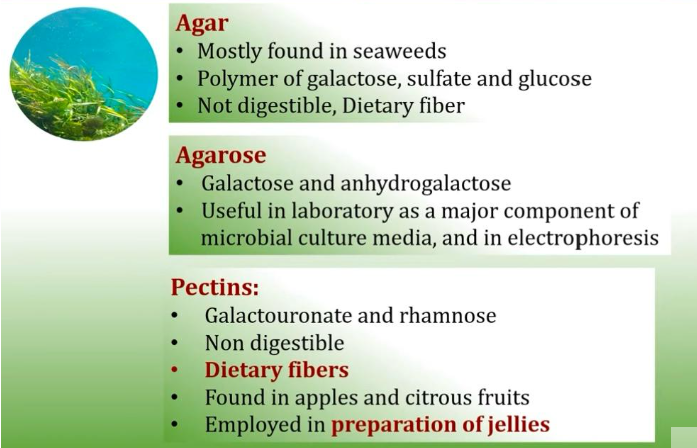 Agar
• Mostly found in seaweeds
• Polymer of galactose, sulfate and glucose
• Not digestible, Dietary fiber
Agarose
• Galactose and anhydrogalactose
• Useful in laboratory as a major component of
microbial culture media, and in electrophoresis
Pectins:
• Galactouronate and rhamnose
• Non digestible
• Dietary fibers
• Found in apples and citrous fruits
• Employed in preparation of jellies